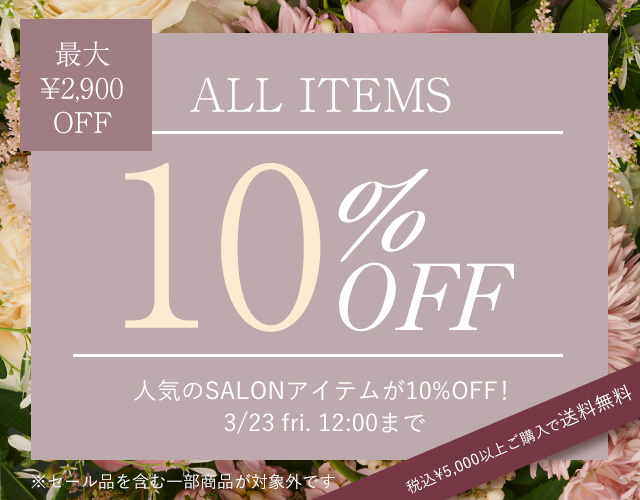 最大
¥2,900
OFF
ALL ITEMS
10%
OFF
人気のSALONアイテムが10%OFF!
3/23 fri. 12:00まで
税込¥5,000以上ご購入で送料無料
※セール品を含む一部商品が対象外です